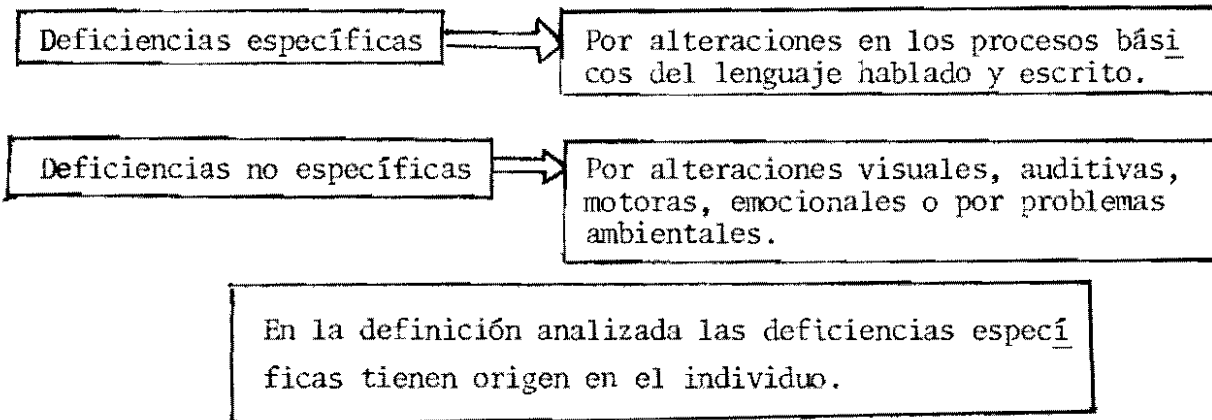 Deficiencias específicas
Por alteraciones en los procesos bási
cos del lenguaje hablado y escrito.
Deficiencias no específicas
Por alteraciones visuales, auditivas,
motoras, emocionales o por problemas
ambientales.
En la definición analizada las deficiencias especí
ficas tienen origen en el individuo.